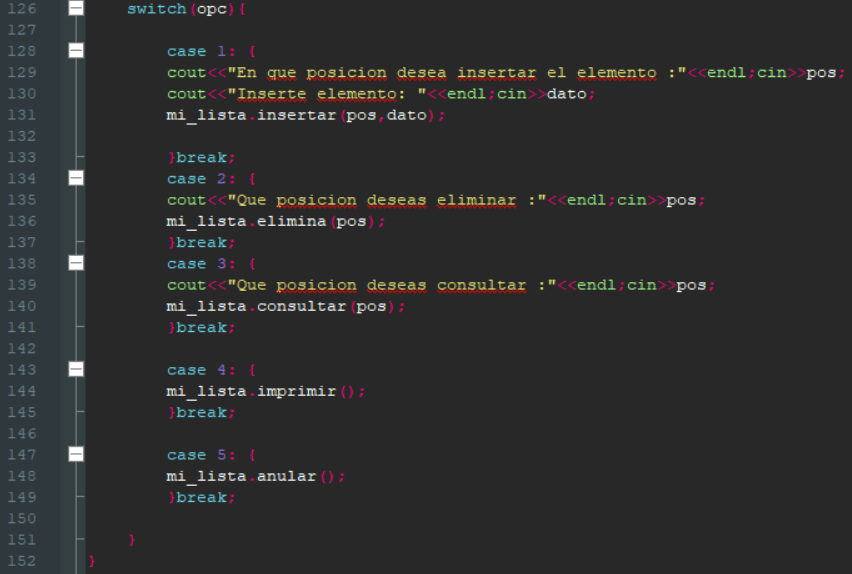 126 switch(opc){
127
128 case 1: {
129 cout<<"En que posicion desea insertar el elemento :"<<endl;cin>>pos;
130 cout<<"Inserte elemento: "<<endl;cin>>dato;
131 mi_lista.insertar(pos,dato);
132
133 }break;
134 case 2: {
135 cout<<"Que posicion deseas eliminar :"<<endl;cin>>pos;
136 mi_lista.elimina(pos);
137 }break;
138 case 3: {
139 cout<<"Que posicion deseas consultar :"<<endl;cin>>pos;
140 mi_lista.consultar(pos);
141 }break;
142
143 case 4: {
144 mi_lista.imprimir();
145 }break;
146
147 case 5: {
148 mi_lista.anular();
149 }break;
150
151 }
152 }